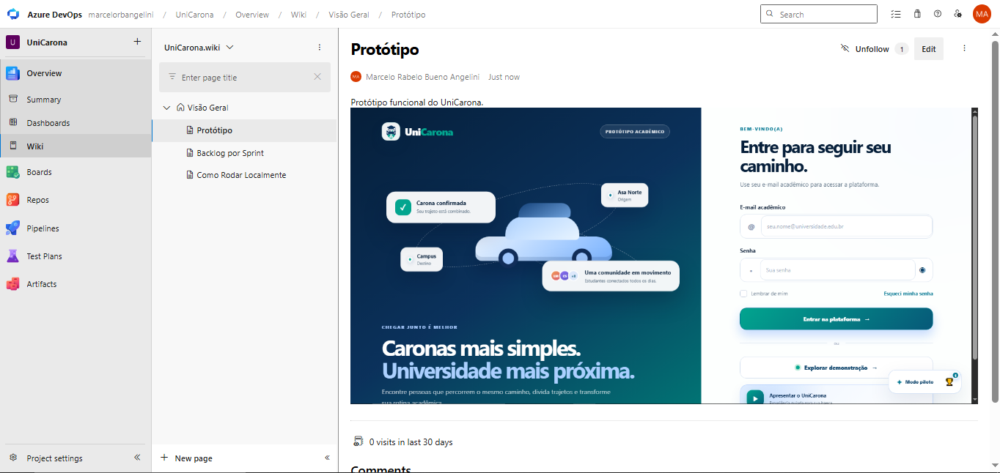 Azure DevOps marcelorbangelini / UniCarona / Overview / Wiki / Visão Geral / Protótipo
Search
MA
U UniCarona
Overview
Summary
Dashboards
Wiki
Boards
Repos
Pipelines
Test Plans
Artifacts
Project settings
UniCarona.wiki
Enter page title
Visão Geral
Protótipo
Backlog por Sprint
Como Rodar Localmente
New page
Protótipo
Unfollow 1 Edit
MA Marcelo Rabelo Bueno Angelini Just now
Protótipo funcional do UniCarona.
UniCarona
PROTÓTIPO ACADÊMICO
Carona confirmada
Seu trajeto está combinado.
Asa Norte
Origem
Campus
Destino
Uma comunidade em movimento
Estudantes conectados todos os dias.
CHEGAR JUNTO É MELHOR
Caronas mais simples.
Universidade mais próxima.
Encontre pessoas que percorrem o mesmo caminho, divida trajetos e transforme
sua rotina acadêmica.
BEM-VINDO(A)
Entre para seguir seu
caminho.
Use seu e-mail acadêmico para acessar a plataforma.
E-mail acadêmico
@ seu.nome@universidade.edu.br
Senha
Sua senha
Lembrar de mim Esqueci minha senha
Entrar na plataforma →
ou
Explorar demonstração →
Modo piloto
Apresentar o UniCarona
0 visits in last 30 days
Comments